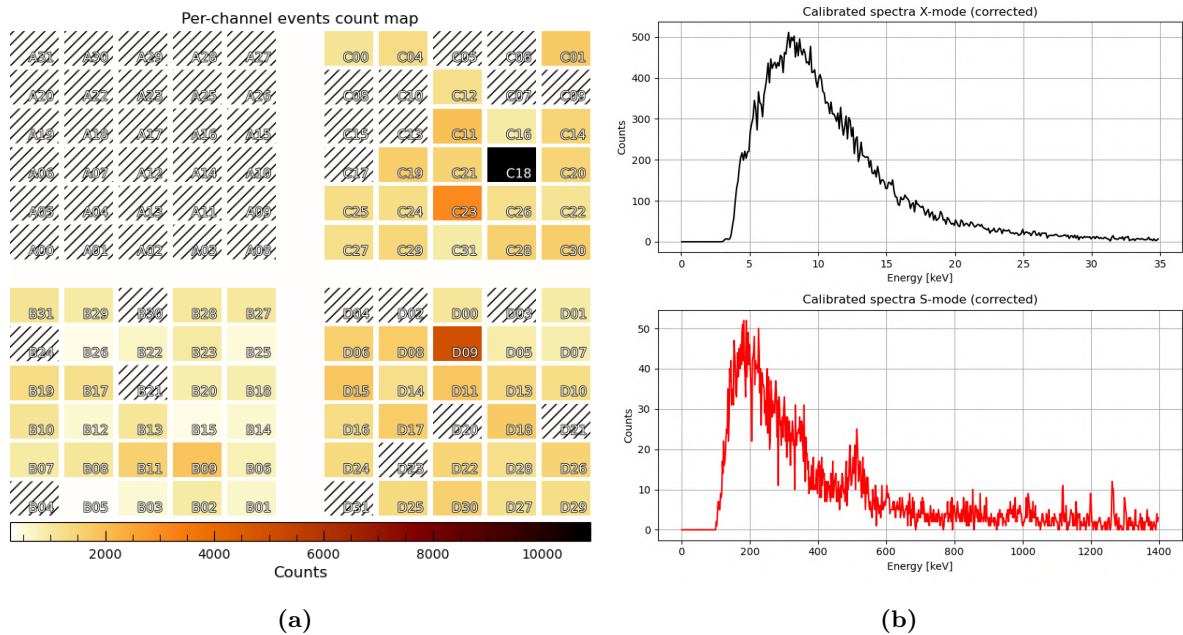 Per-channel events count map
A31 A30 A29 A28 A27 C00 C04 C05 C06 C01
A20 A22 A23 A25 A26 C08 C10 C12 C07 C09
A19 A18 A17 A16 A15 C15 C13 C11 C16 C14
A06 A07 A12 A14 A10 C17 C19 C21 C18 C20
A05 A04 A13 A11 A09 C25 C24 C23 C26 C22
A00 A01 A02 A03 A08 C27 C29 C31 C28 C30
B31 B29 B30 B28 B27 D04 D02 D00 D03 D01
B24 B26 B22 B23 B25 D06 D08 D09 D05 D07
B19 B17 B21 B20 B18 D15 D14 D11 D13 D10
B10 B12 B13 B15 B14 D16 D17 D20 D18 D21
B07 B08 B11 B09 B06 D24 D23 D22 D28 D26
B04 B05 B03 B02 B01 D31 D25 D30 D27 D29
2000 4000 6000 8000 10000
Counts
(a)
Calibrated spectra X-mode (corrected)
500
400
300
200
100
0
Counts
0 5 10 15 20 25 30 35
Energy [keV]
Calibrated spectra S-mode (corrected)
50
40
30
20
10
0
Counts
0 200 400 600 800 1000 1200 1400
Energy [keV]
(b)